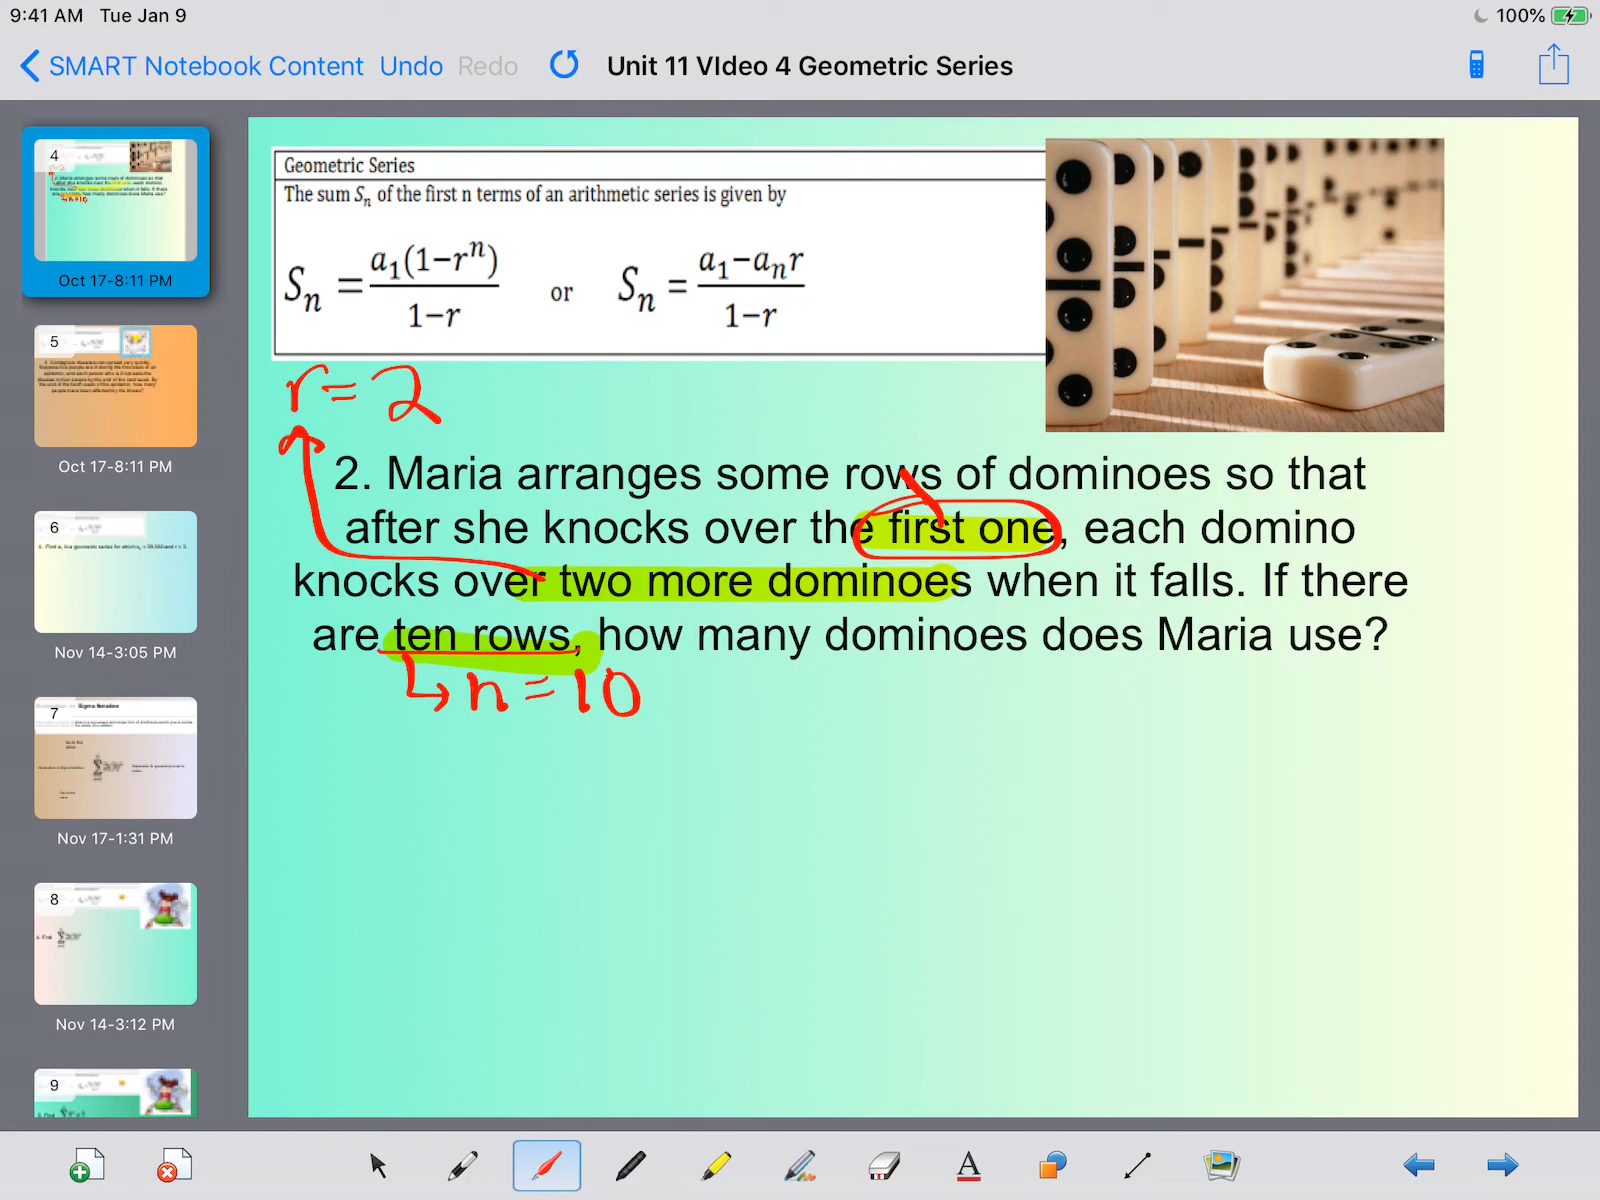 9:41 AM Tue Jan 9
100%
SMART Notebook Content Undo Redo Unit 11 VIdeo 4 Geometric Series
4
Oct 17-8:11 PM
5
Oct 17-8:11 PM
6
Nov 14-3:05 PM
7
Nov 17-1:31 PM
8
Nov 14-3:12 PM
9
Geometric Series
The sum Sₙ of the first n terms of an arithmetic series is given by
Sₙ = a₁(1−rⁿ)/1−r or Sₙ = a₁−aₙr/1−r
r = 2
2. Maria arranges some rows of dominoes so that
after she knocks over the first one, each domino
knocks over two more dominoes when it falls. If there
are ten rows, how many dominoes does Maria use?
n = 10
A